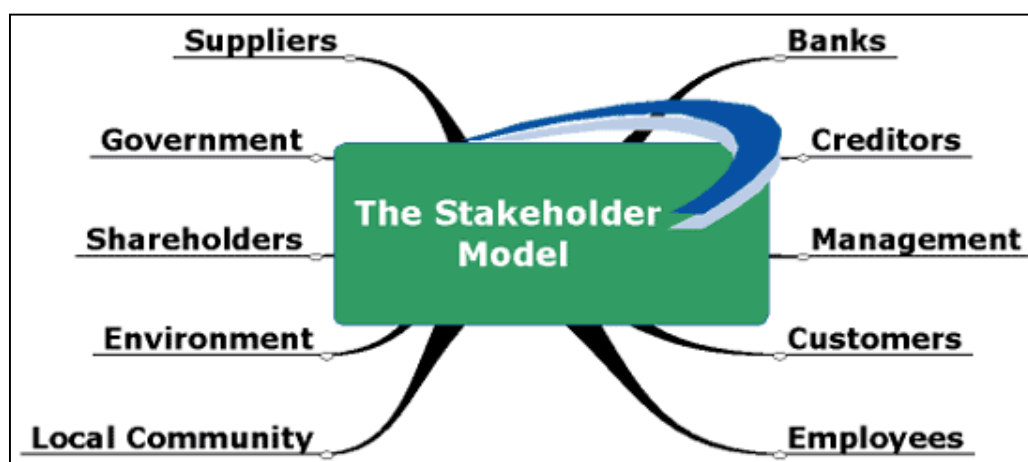 Suppliers
Government
Shareholders
Environment
Local Community
The Stakeholder
Model
Banks
Creditors
Management
Customers
Employees